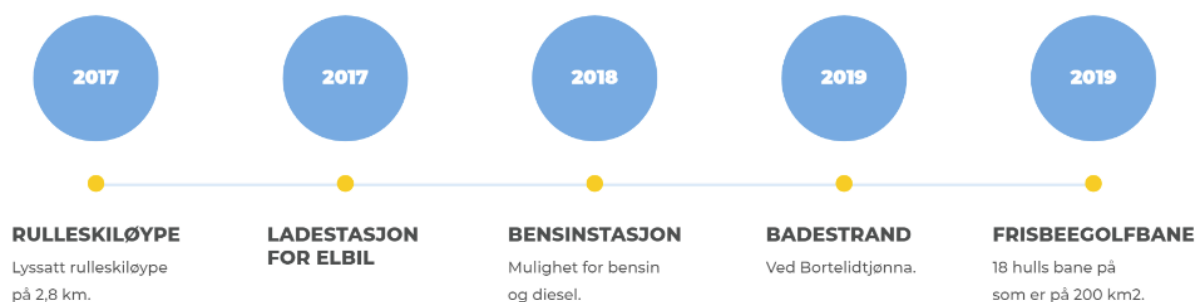 2017
2017
2018
2019
2019
RULLESKILØYPE
Lyssatt rulleskiløype
på 2,8 km.
LADESTASJON
FOR ELBIL
BENSINSTASJON
Mulighet for bensin
og diesel.
BADESTRAND
Ved Bortelidtjønna.
FRISBEEGOLFBANE
18 hulls bane på
som er på 200 km2.